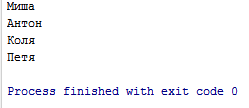 Миша
Антон
Коля
Петя
Process finished with exit code 0